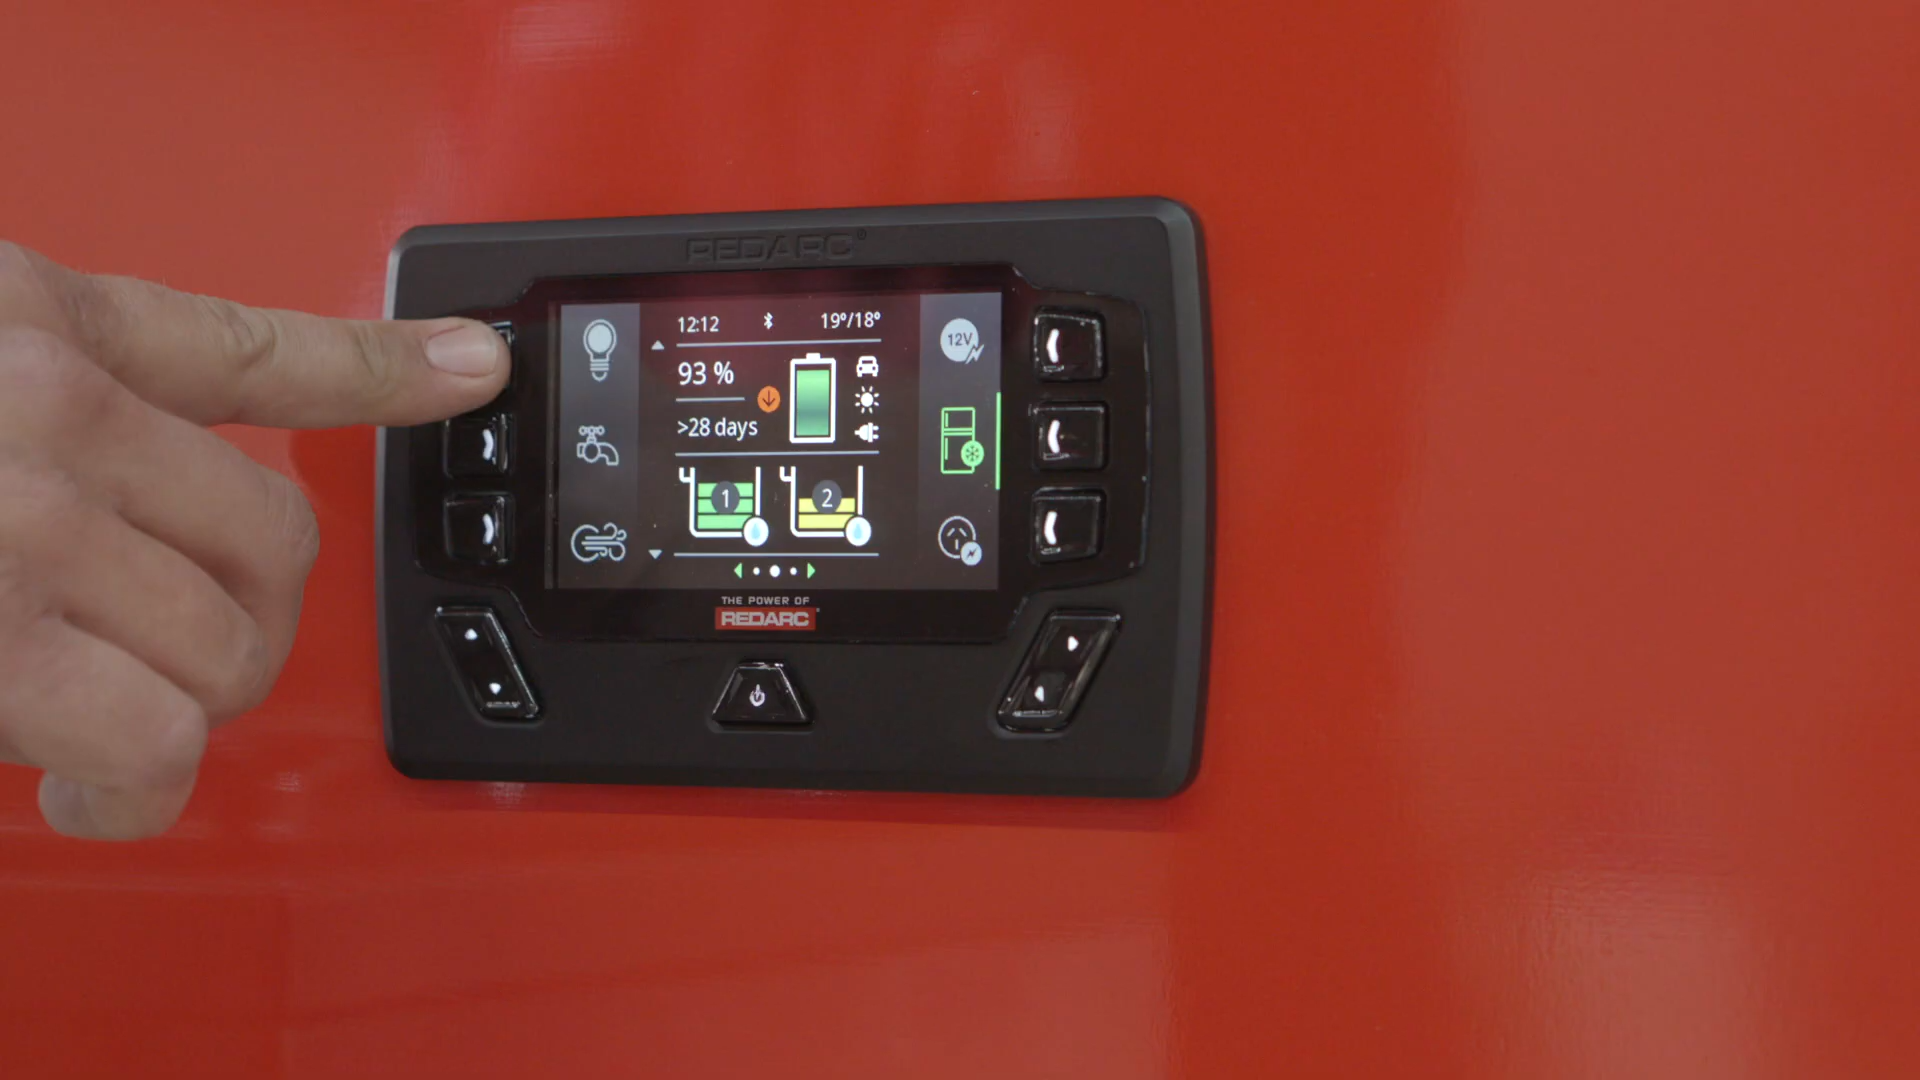 REDARC®
12:12 19°/18°
93 %
>28 days
1 2
12V
THE POWER OF
REDARC®